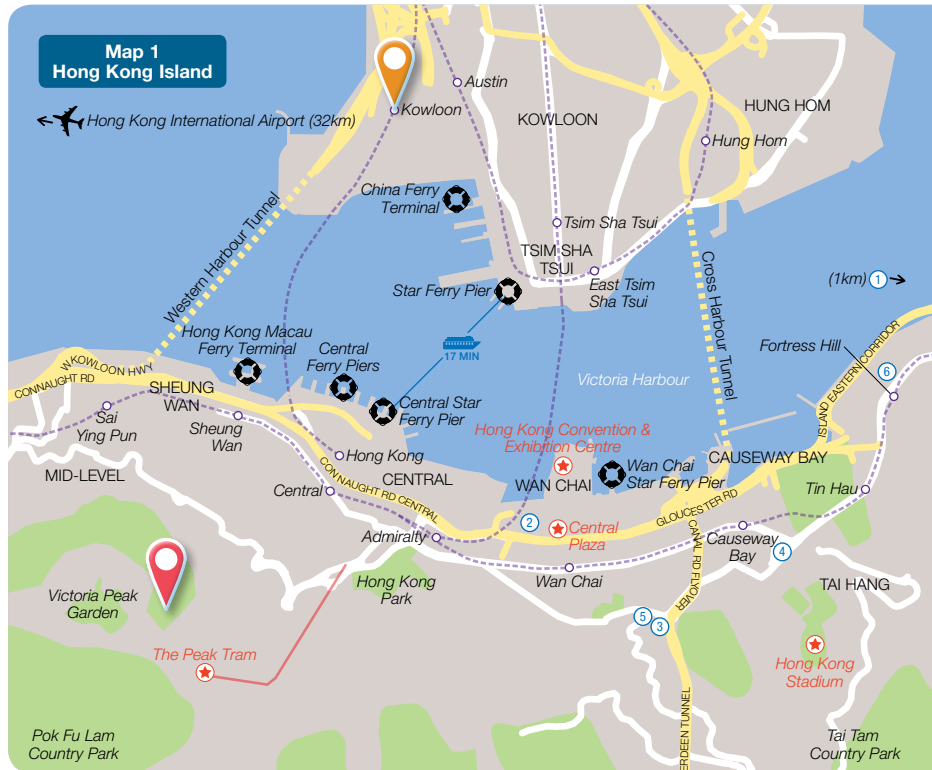 Map 1
Hong Kong Island
Austin
Kowloon
Hong Kong International Airport (32km)
KOWLOON
HUNG HOM
Hung Hom
China Ferry
Terminal
Western Harbour Tunnel
Tsim Sha Tsui
TSIM SHA
TSUI
East Tsim
Sha Tsui
Cross Harbour Tunnel
(1km) 1
Star Ferry Pier
17 MIN
Hong Kong Macau
Ferry Terminal
Central
Ferry Piers
Central Star
Ferry Pier
Victoria Harbour
Fortress Hill
6
ISLAND EASTERN CORRIDOR
W.KOWLOON HWY
CONNAUGHT RD
SHEUNG
WAN
Sai
Ying Pun
Sheung
Wan
Hong Kong
MID-LEVEL
Central
CONNAUGHT RD CENTRAL
CENTRAL
Hong Kong Convention &
Exhibition Centre
WAN CHAI
Wan Chai
Star Ferry Pier
CAUSEWAY BAY
GLOUCESTER RD
Tin Hau
2
Central
Plaza
Admiralty
Causeway
Bay
4
CANAL RD FLYOVER
Wan Chai
Hong Kong
Park
TAI HANG
Victoria Peak
Garden
5
3
The Peak Tram
Hong Kong
Stadium
ERDEEN TUNNEL
Pok Fu Lam
Country Park
Tai Tam
Country Park